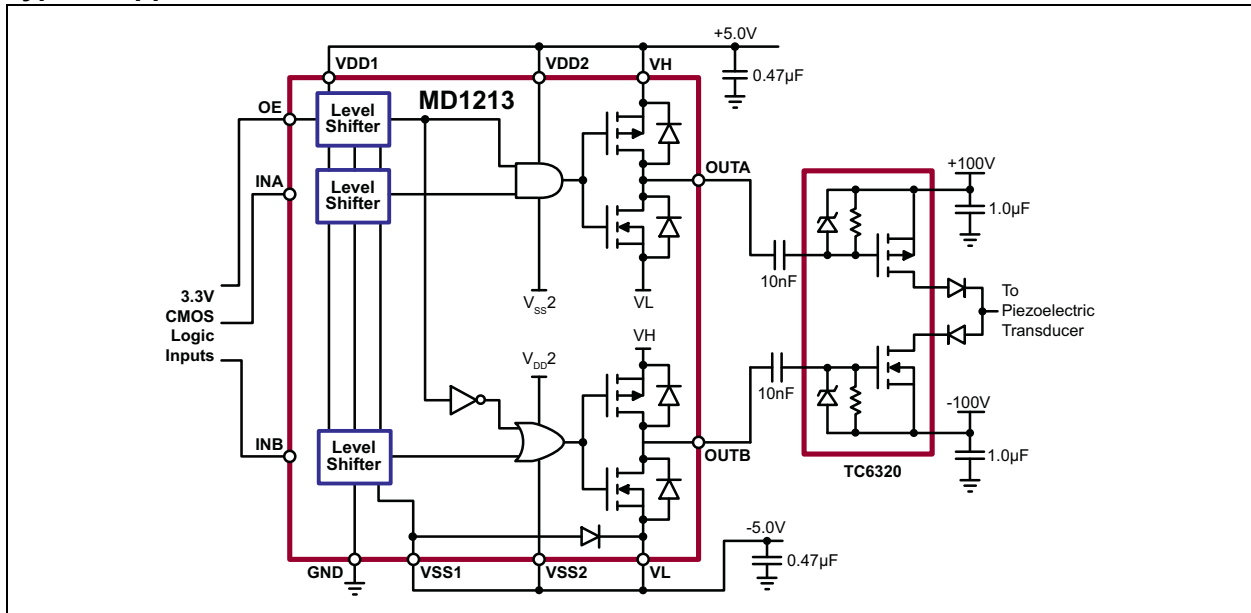 +5.0V
VDD1
VDD2
VH
0.47µF
OE
Level
Shifter
MD1213
INA
Level
Shifter
OUTA
+100V
1.0µF
10nF
To
Piezoelectric
Transducer
3.3V
CMOS
Logic
Inputs
VSS2
VL
VH
VDD2
10nF
-100V
INB
Level
Shifter
OUTB
TC6320
1.0µF
-5.0V
0.47µF
GND
VSS1
VSS2
VL